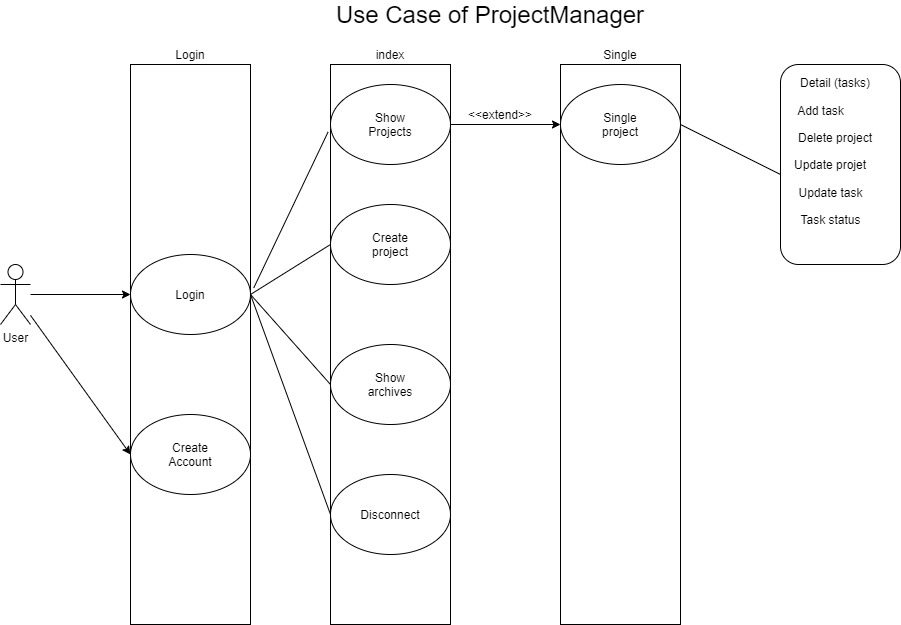 Use Case of ProjectManager
Login
index
Single
Show
Projects
<<extend>>
Single
project
Detail (tasks)
Add task
Delete project
Update projet
Update task
Task status
Create
project
Login
User
Show
archives
Create
Account
Disconnect